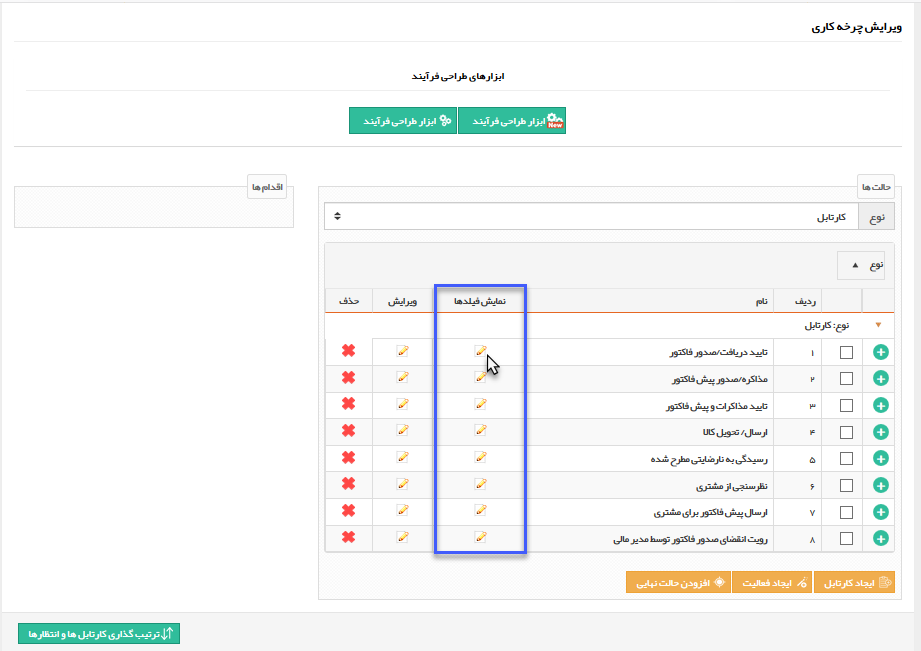 ویرایش چرخه کاری
ابزارهای طراحی فرآیند
ابزار طراحی فرآیند New
ابزار طراحی فرآیند
حالت ها
نوع کارتابل
نوع
ردیف نام نمایش فیلدها ویرایش حذف
نوع: کارتابل
۱ تایید دریافت/صدور فاکتور
۲ مذاکره/صدور پیش فاکتور
۳ تایید مذاکرات و پیش فاکتور
۴ ارسال/ تحویل کالا
۵ رسیدگی به نارضایتی مطرح شده
۶ نظرسنجی از مشتری
۷ ارسال پیش فاکتور برای مشتری
۸ رویت انقضای صدور فاکتور توسط مدیر مالی
ایجاد کارتابل
ایجاد فعالیت
افزودن حالت نهایی
اقدام ها
ترتیب گذاری کارتابل ها و انتظارها